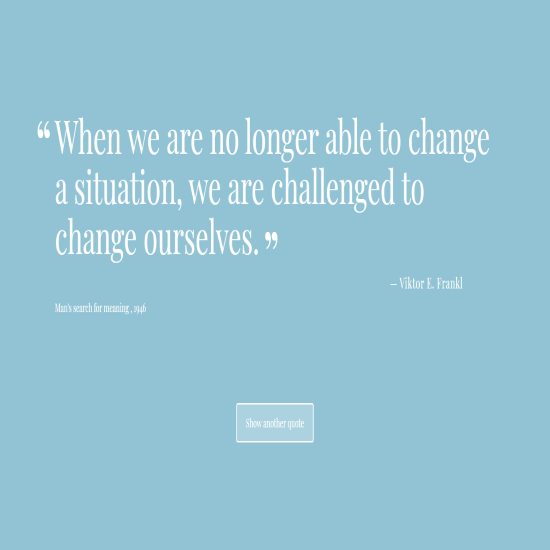 “When we are no longer able to change
a situation, we are challenged to
change ourselves.”
– Viktor E. Frankl
Man's search for meaning , 1946
Show another quote